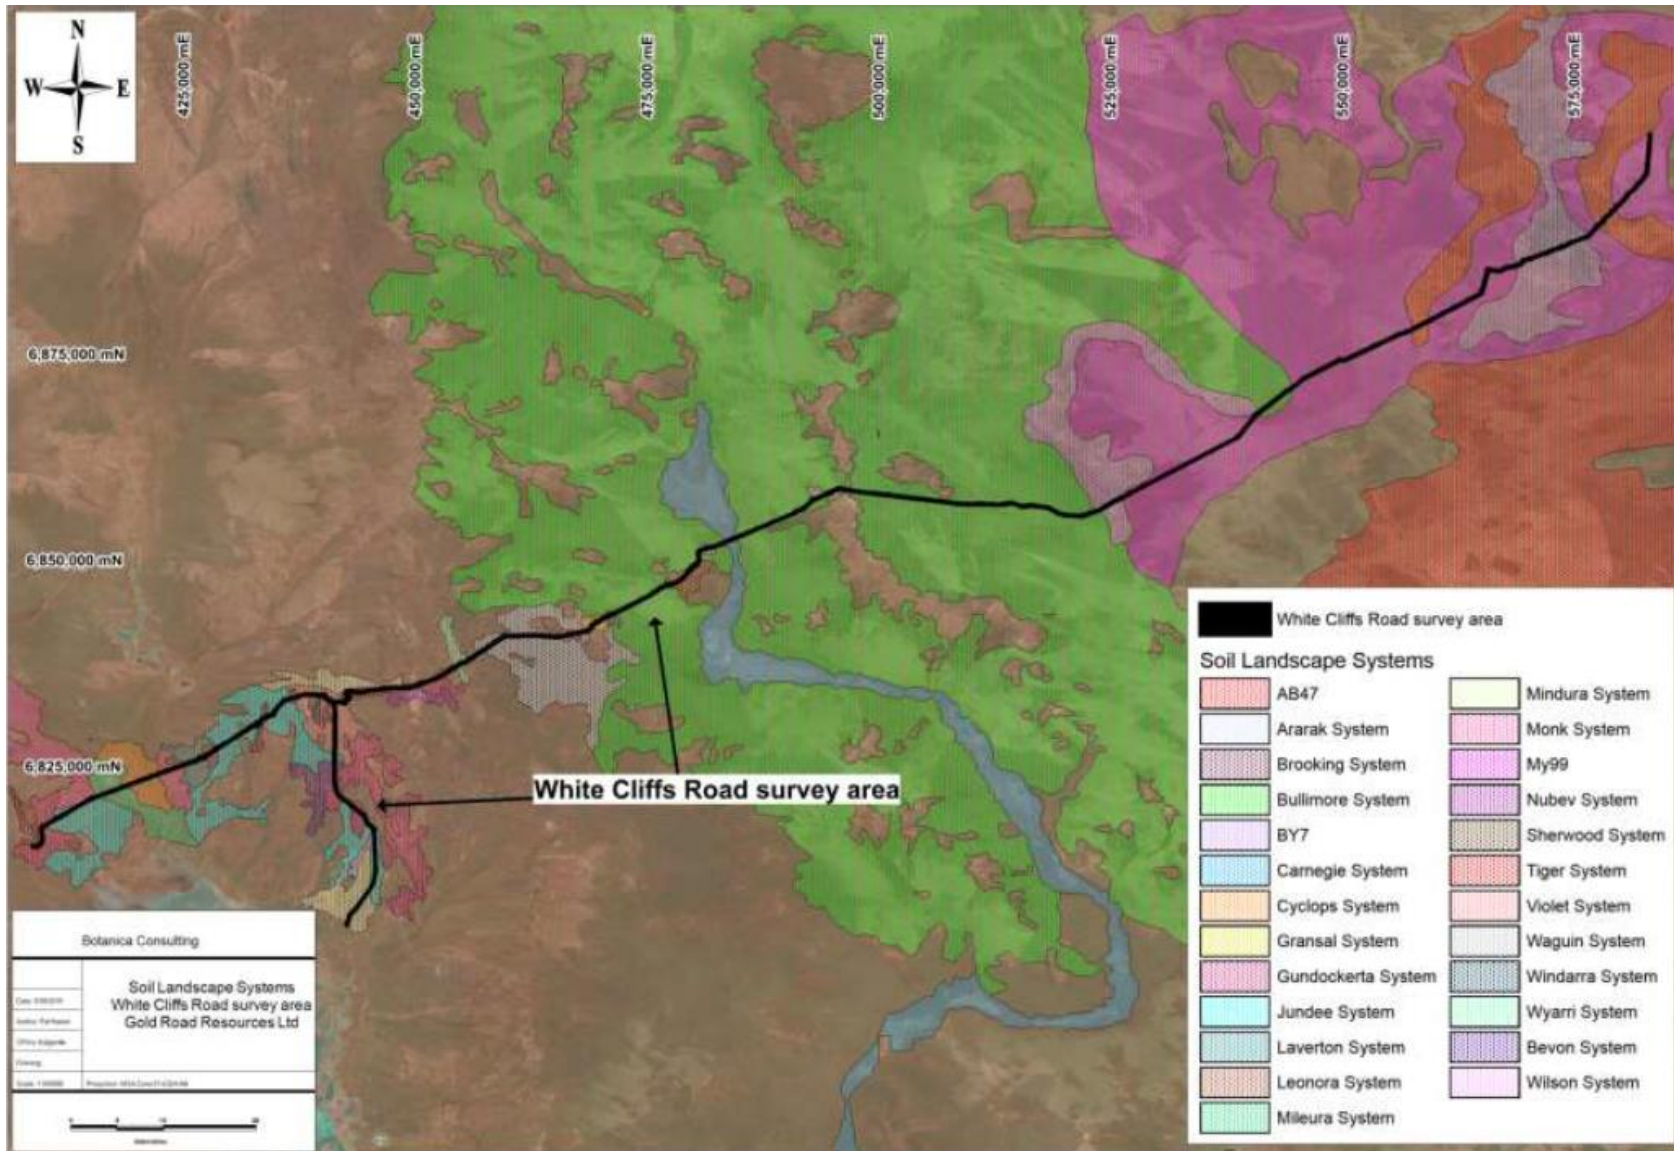 N
W E
S
425,000 mE
450,000 mE
475,000 mE
500,000 mE
525,000 mE
550,000 mE
575,000 mE
6,875,000 mN
6,850,000 mN
6,825,000 mN
White Cliffs Road survey area
White Cliffs Road survey area
Soil Landscape Systems
AB47
Ararak System
Brooking System
Bullimore System
BY7
Carnegie System
Cyclops System
Gransal System
Gundockerta System
Jundee System
Laverton System
Leonora System
Mileura System
Mindura System
Monk System
My99
Nubev System
Sherwood System
Tiger System
Violet System
Waguin System
Windarra System
Wyarri System
Bevon System
Wilson System
Botanica Consulting
Soil Landscape Systems
White Cliffs Road survey area
Gold Road Resources Ltd